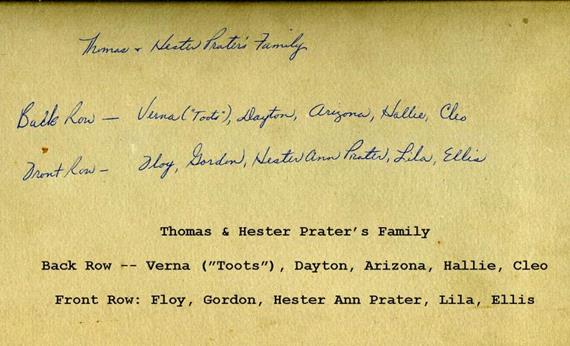 Thomas & Hester Prater's Family
Back Row — Verna ("Toots"), Dayton, Arizona, Hallie, Cleo
Front Row — Floy, Gordon, Hester Ann Prater, Lila, Ellis
Thomas & Hester Prater's Family
Back Row -- Verna ("Toots"), Dayton, Arizona, Hallie, Cleo
Front Row: Floy, Gordon, Hester Ann Prater, Lila, Ellis